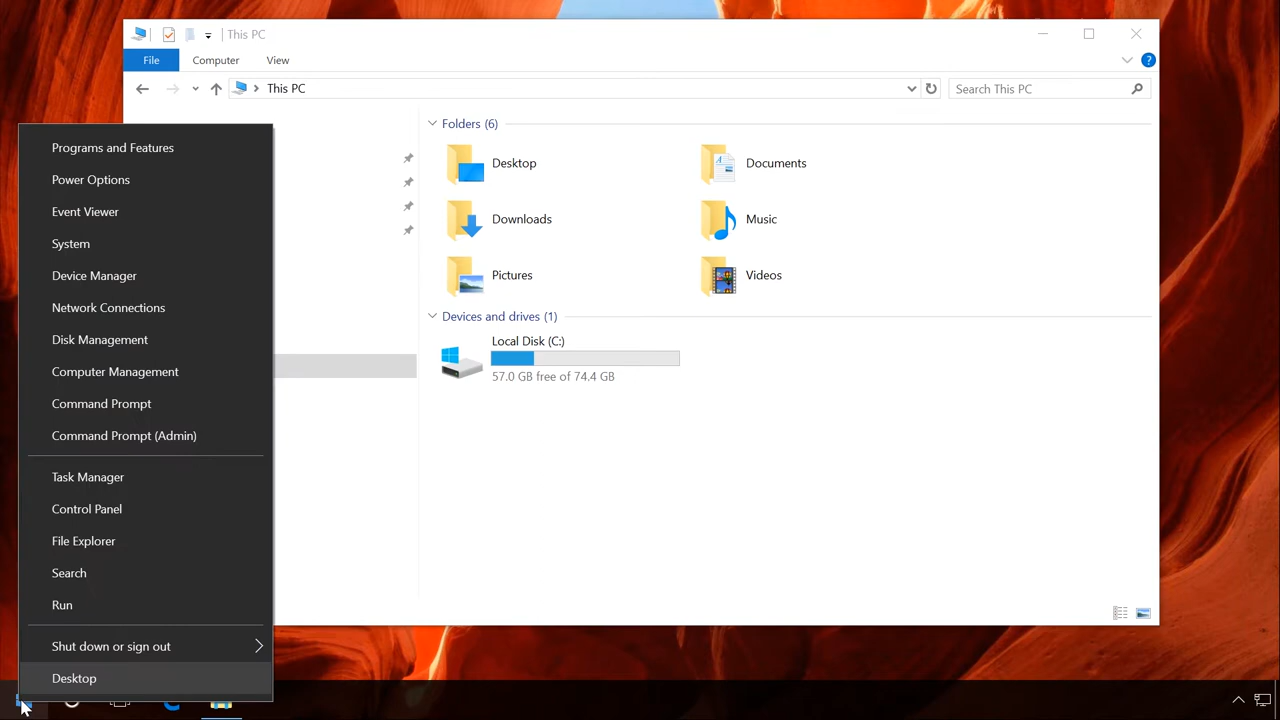 This PC
File
Computer
View
This PC
Search This PC
Folders (6)
Desktop
Documents
Downloads
Music
Pictures
Videos
Devices and drives (1)
Local Disk (C:)
57.0 GB free of 74.4 GB
Programs and Features
Power Options
Event Viewer
System
Device Manager
Network Connections
Disk Management
Computer Management
Command Prompt
Command Prompt (Admin)
Task Manager
Control Panel
File Explorer
Search
Run
Shut down or sign out
Desktop